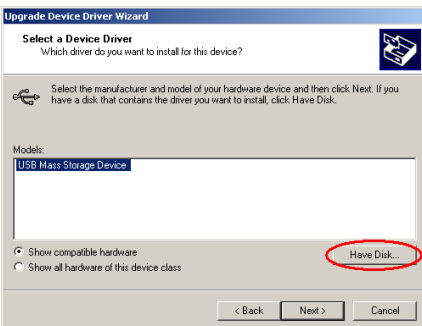 Upgrade Device Driver Wizard
Select a Device Driver
Which driver do you want to install for this device?
Select the manufacturer and model of your hardware device and then click Next. If you
have a disk that contains the driver you want to install, click Have Disk.
Models:
USB Mass Storage Device
Show compatible hardware
Have Disk...
Show all hardware of this device class
< Back
Next >
Cancel